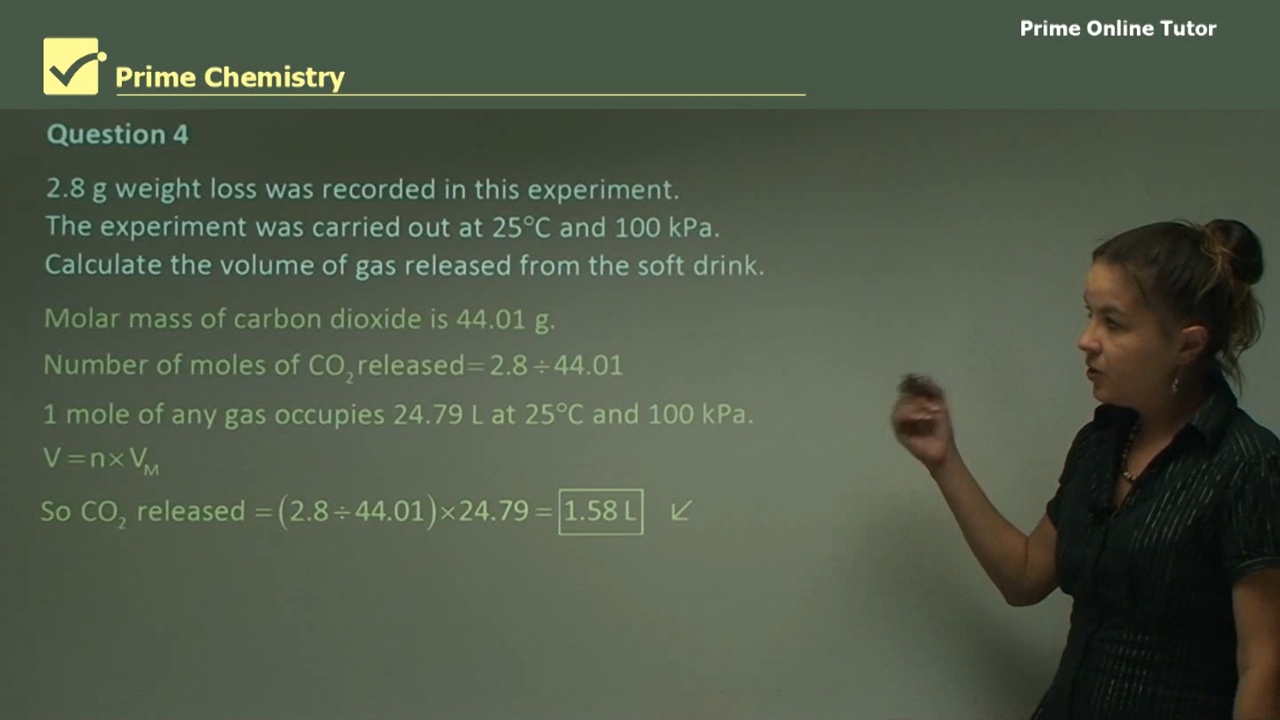 Prime Online Tutor
Prime Chemistry
Question 4
2.8 g weight loss was recorded in this experiment.
The experiment was carried out at 25°C and 100 kPa.
Calculate the volume of gas released from the soft drink.
Molar mass of carbon dioxide is 44.01 g.
Number of moles of CO₂ released = 2.8 ÷ 44.01
1 mole of any gas occupies 24.79 L at 25°C and 100 kPa.
V = n × V_M
So CO₂ released = (2.8 ÷ 44.01) × 24.79 = 1.58 L ↙